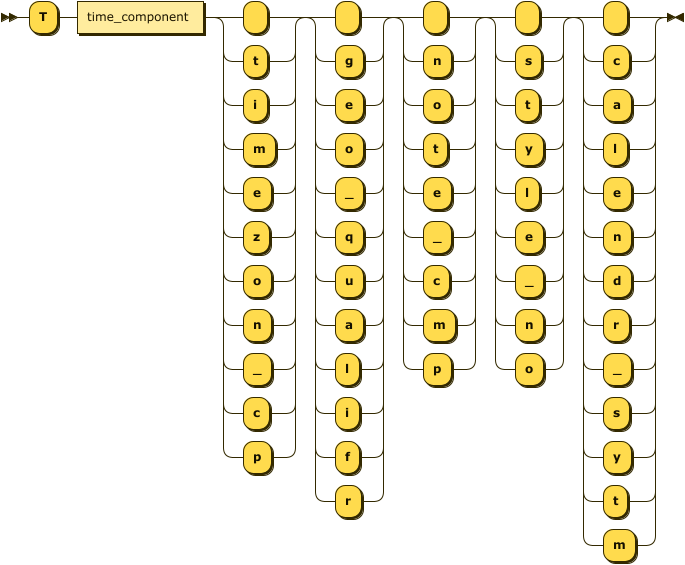 T time_component
t g n s c
i e o t a
m o t y l
e _ e l e
z q _ e n
o u c _ d
n a m n r
_ l p o _
c i s
p f y
r t
m